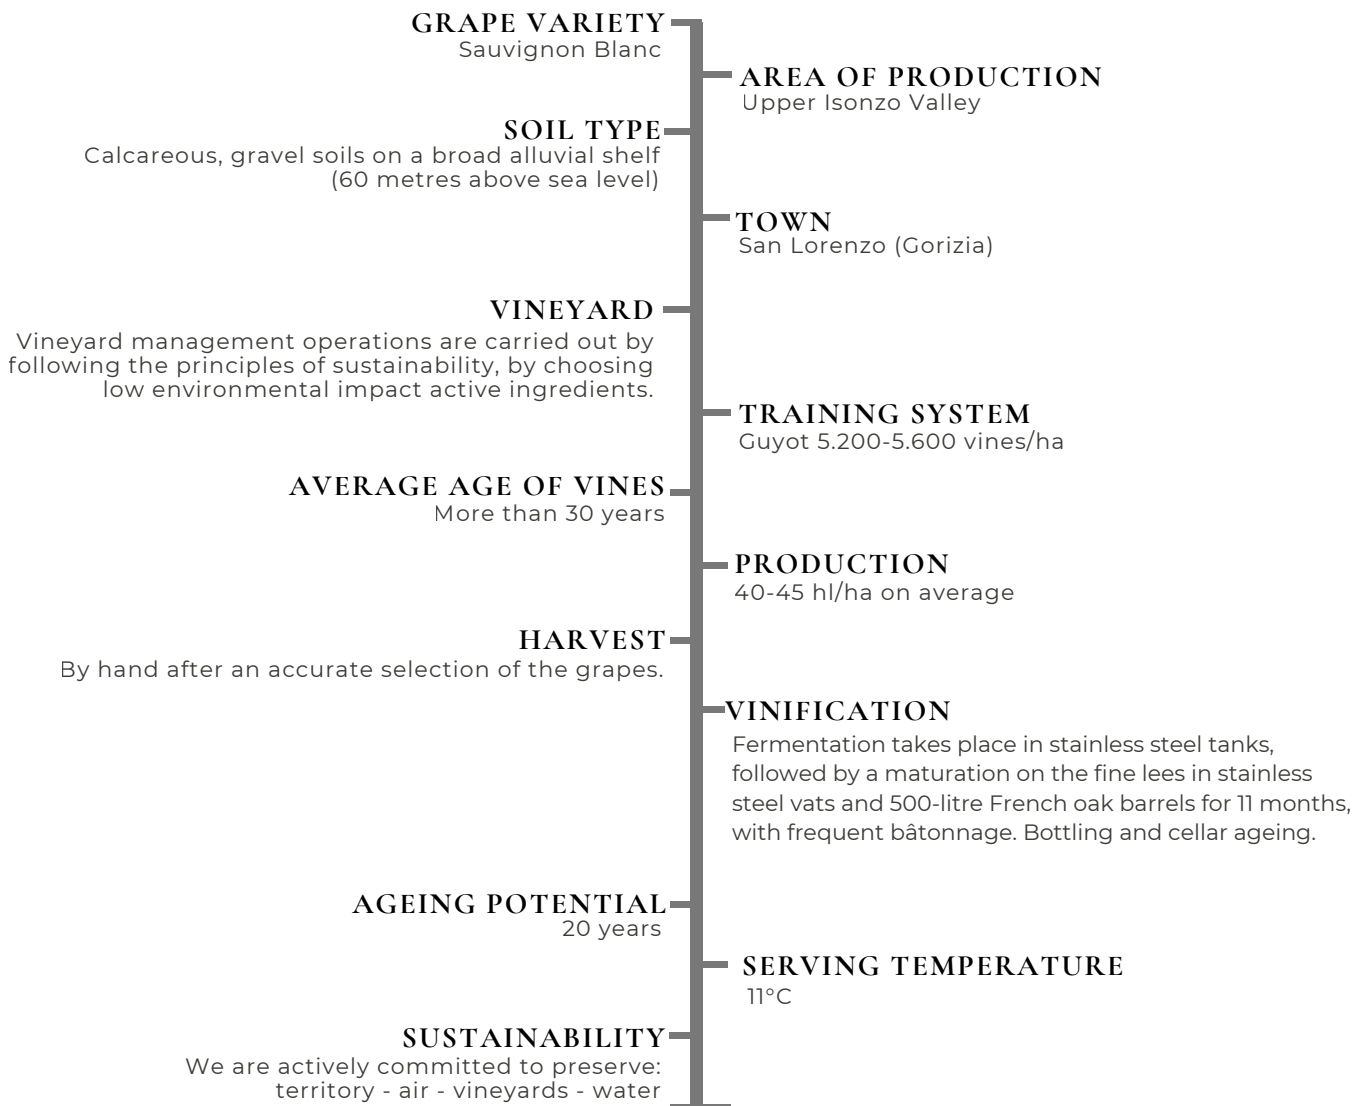 GRAPE VARIETY
Sauvignon Blanc
AREA OF PRODUCTION
Upper Isonzo Valley
SOIL TYPE
Calcareous, gravel soils on a broad alluvial shelf
(60 metres above sea level)
TOWN
San Lorenzo (Gorizia)
VINEYARD
Vineyard management operations are carried out by
following the principles of sustainability, by choosing
low environmental impact active ingredients.
TRAINING SYSTEM
Guyot 5.200-5.600 vines/ha
AVERAGE AGE OF VINES
More than 30 years
PRODUCTION
40-45 hl/ha on average
HARVEST
By hand after an accurate selection of the grapes.
VINIFICATION
Fermentation takes place in stainless steel tanks,
followed by a maturation on the fine lees in stainless
steel vats and 500-litre French oak barrels for 11 months,
with frequent bâtonnage. Bottling and cellar ageing.
AGEING POTENTIAL
20 years
SERVING TEMPERATURE
11°C
SUSTAINABILITY
We are actively committed to preserve:
territory - air - vineyards - water